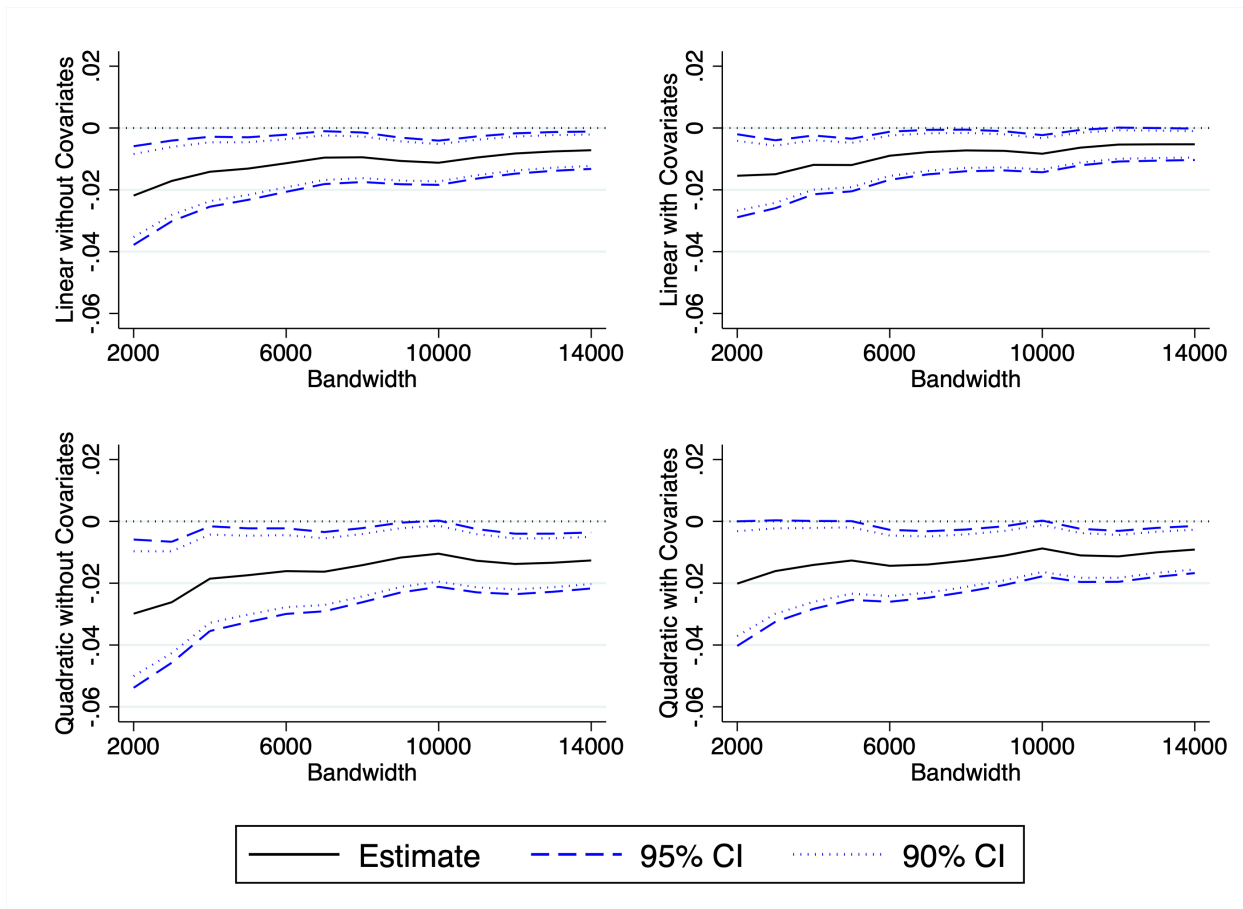 Linear without Covariates
.02
0
-.02
-.04
-.06
2000 6000 10000 14000
Bandwidth
Linear with Covariates
.02
0
-.02
-.04
-.06
2000 6000 10000 14000
Bandwidth
Quadratic without Covariates
.02
0
-.02
-.04
-.06
2000 6000 10000 14000
Bandwidth
Quadratic with Covariates
.02
0
-.02
-.04
-.06
2000 6000 10000 14000
Bandwidth
Estimate 95% CI 90% CI